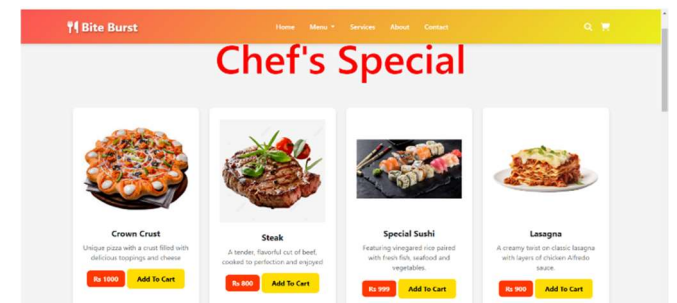 Bite Burst
Home Menu Services About Contact
Chef's Special
Crown Crust
Unique pizza with a crust filled with
delicious toppings and cheese
Rs 1000 Add To Cart
Steak
A tender, flavorful cut of beef,
cooked to perfection and enjoyed
Rs 800 Add To Cart
Special Sushi
Featuring vinegared rice paired
with fresh fish, seafood and
vegetables.
Rs 999 Add To Cart
Lasagna
A creamy twist on classic lasagna
with layers of chicken Alfredo
sauce.
Rs 900 Add To Cart